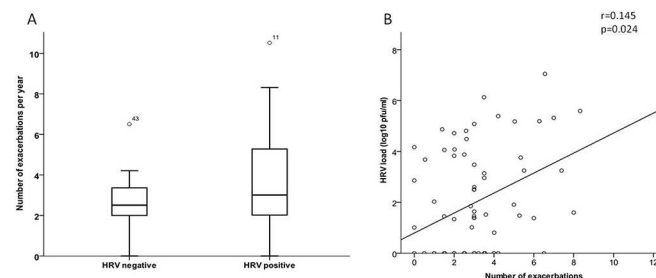 A
Number of exacerbations per year
10
8
6
4
2
0
43
11
HRV negative
HRV positive
B
r=0.145
p=0.024
HRV load (log10 pfu/ml)
8
6
4
2
0
0 2 4 6 8 10 12
Number of exacerbations